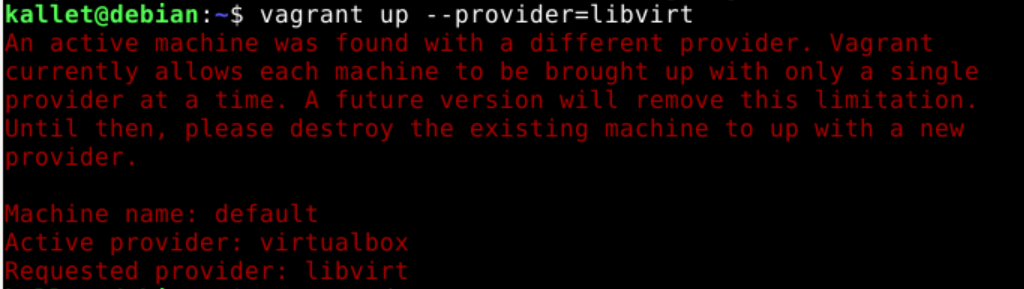 kallet@debian:~$ vagrant up --provider=libvirt
An active machine was found with a different provider. Vagrant
currently allows each machine to be brought up with only a single
provider at a time. A future version will remove this limitation.
Until then, please destroy the existing machine to up with a new
provider.
Machine name: default
Active provider: virtualbox
Requested provider: libvirt